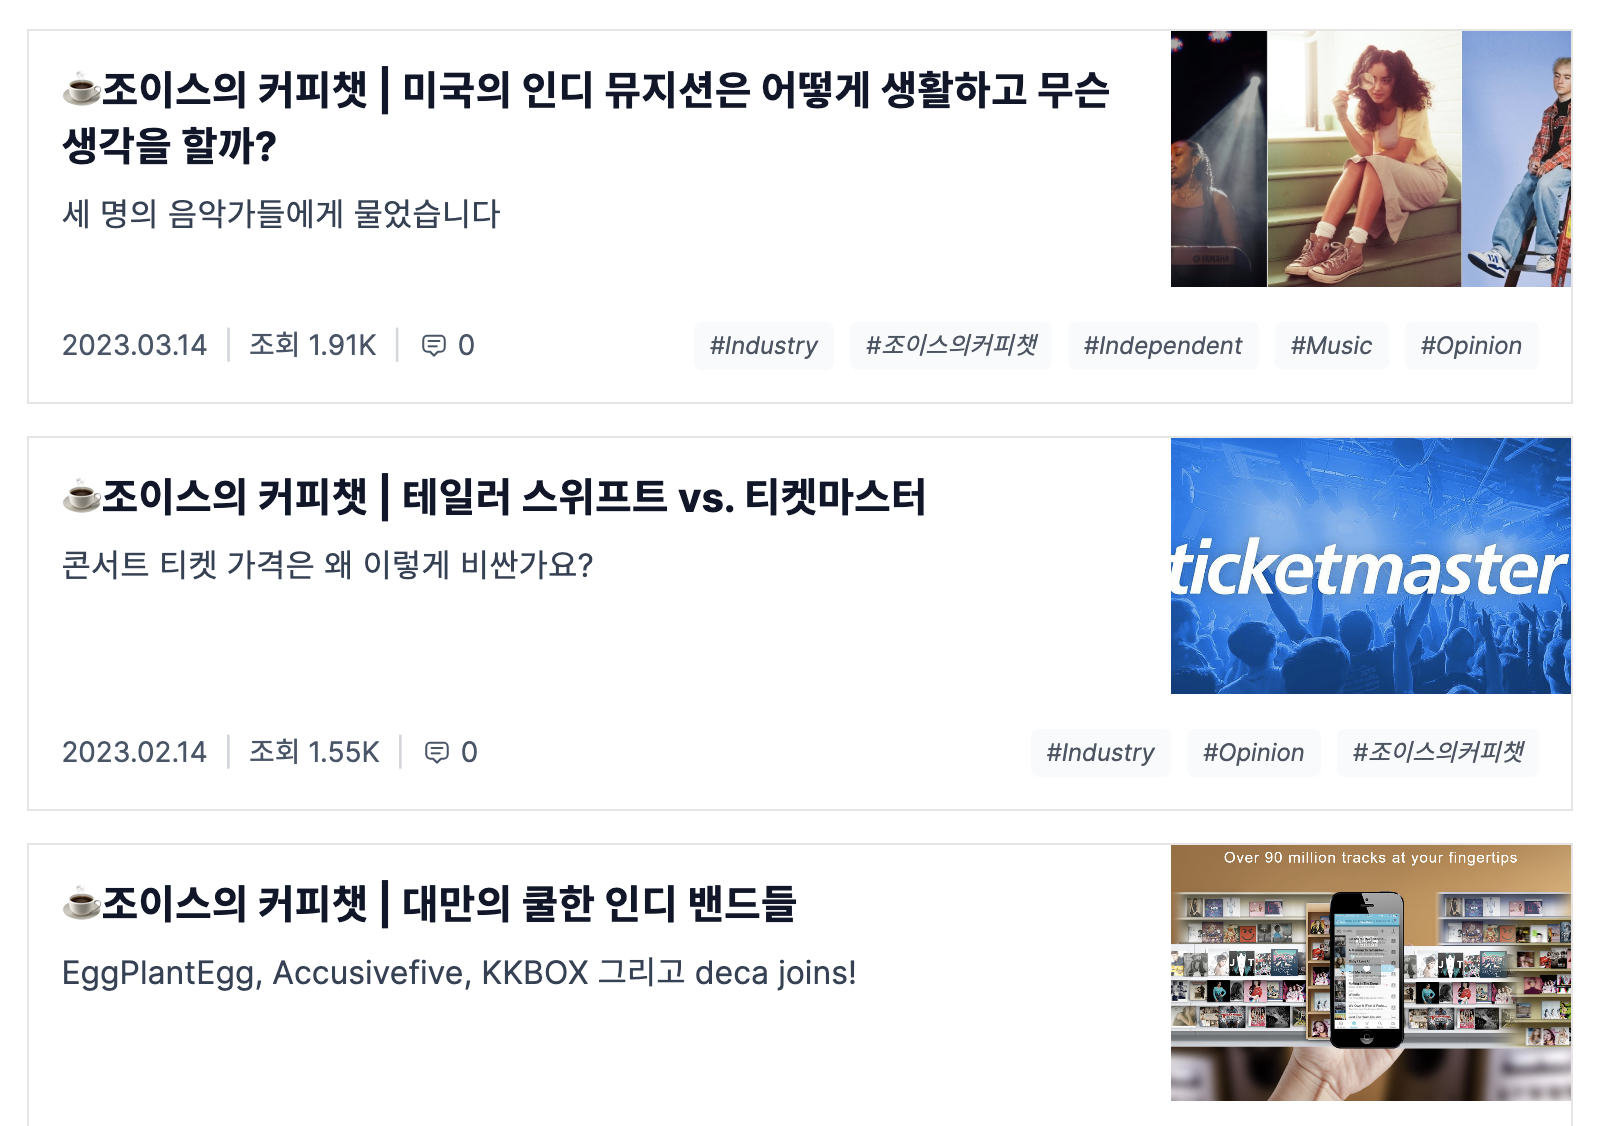 ☕조이스의 커피챗 | 미국의 인디 뮤지션은 어떻게 생활하고 무슨
생각을 할까?
세 명의 음악가들에게 물었습니다
YAMAHA
2023.03.14 | 조회 1.91K | 0
#Industry #조이스의커피챗 #Independent #Music #Opinion
☕조이스의 커피챗 | 테일러 스위프트 vs. 티켓마스터
콘서트 티켓 가격은 왜 이렇게 비싼가요?
ticketmaster
2023.02.14 | 조회 1.55K | 0
#Industry #Opinion #조이스의커피챗
☕조이스의 커피챗 | 대만의 쿨한 인디 밴드들
EggPlantEgg, Accusivefive, KKBOX 그리고 deca joins!
Over 90 million tracks at your fingertips